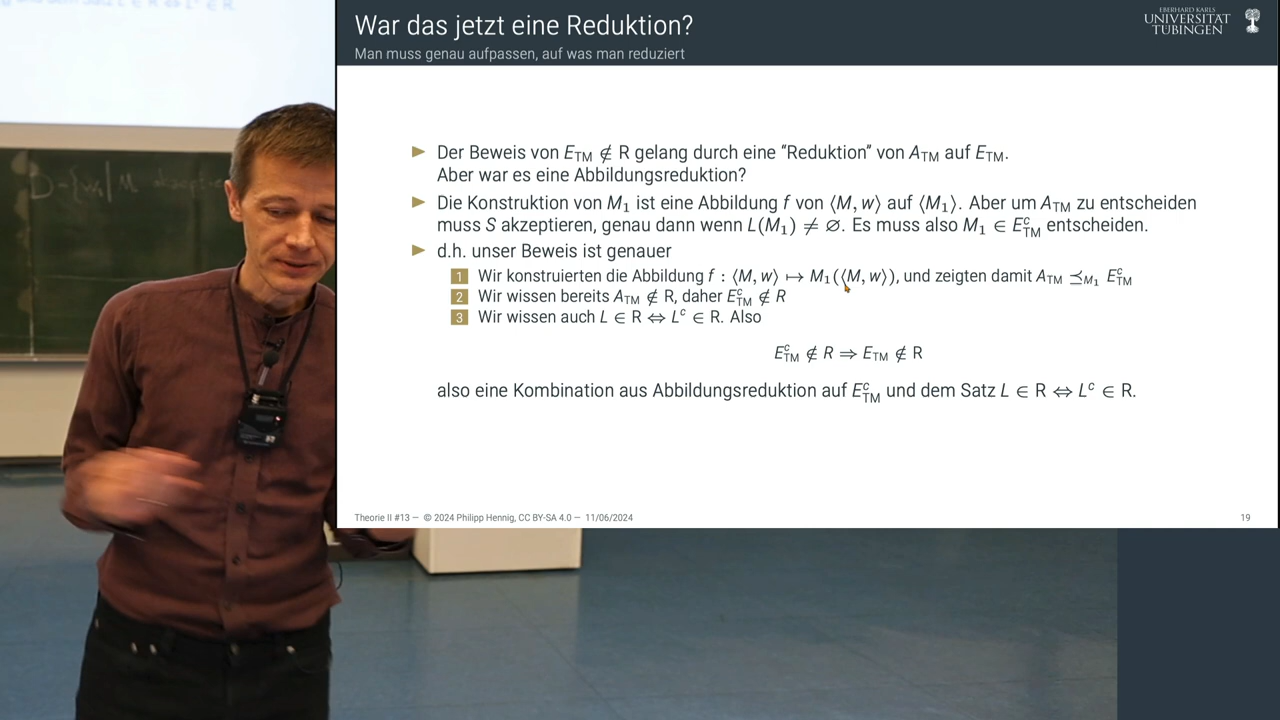 War das jetzt eine Reduktion?
Man muss genau aufpassen, auf was man reduziert
EBERHARD KARLS
UNIVERSITÄT
TÜBINGEN
► Der Beweis von E_TM ∉ R gelang durch eine "Reduktion" von A_TM auf E_TM.
Aber war es eine Abbildungsreduktion?
► Die Konstruktion von M₁ ist eine Abbildung f von ⟨M, w⟩ auf ⟨M₁⟩. Aber um A_TM zu entscheiden
muss S akzeptieren, genau dann wenn L(M₁) ≠ ∅. Es muss also M₁ ∈ E^c_TM entscheiden.
► d.h. unser Beweis ist genauer
1 Wir konstruierten die Abbildung f : ⟨M, w⟩ ↦ M₁(⟨M, w⟩), und zeigten damit A_TM ⪯_M₁ E^c_TM
2 Wir wissen bereits A_TM ∉ R, daher E^c_TM ∉ R
3 Wir wissen auch L ∈ R ⇔ L^c ∈ R. Also
E^c_TM ∉ R ⇒ E_TM ∉ R
also eine Kombination aus Abbildungsreduktion auf E^c_TM und dem Satz L ∈ R ⇔ L^c ∈ R.
Theorie II #13 — © 2024 Philipp Hennig, CC BY-SA 4.0 — 11/06/2024
19